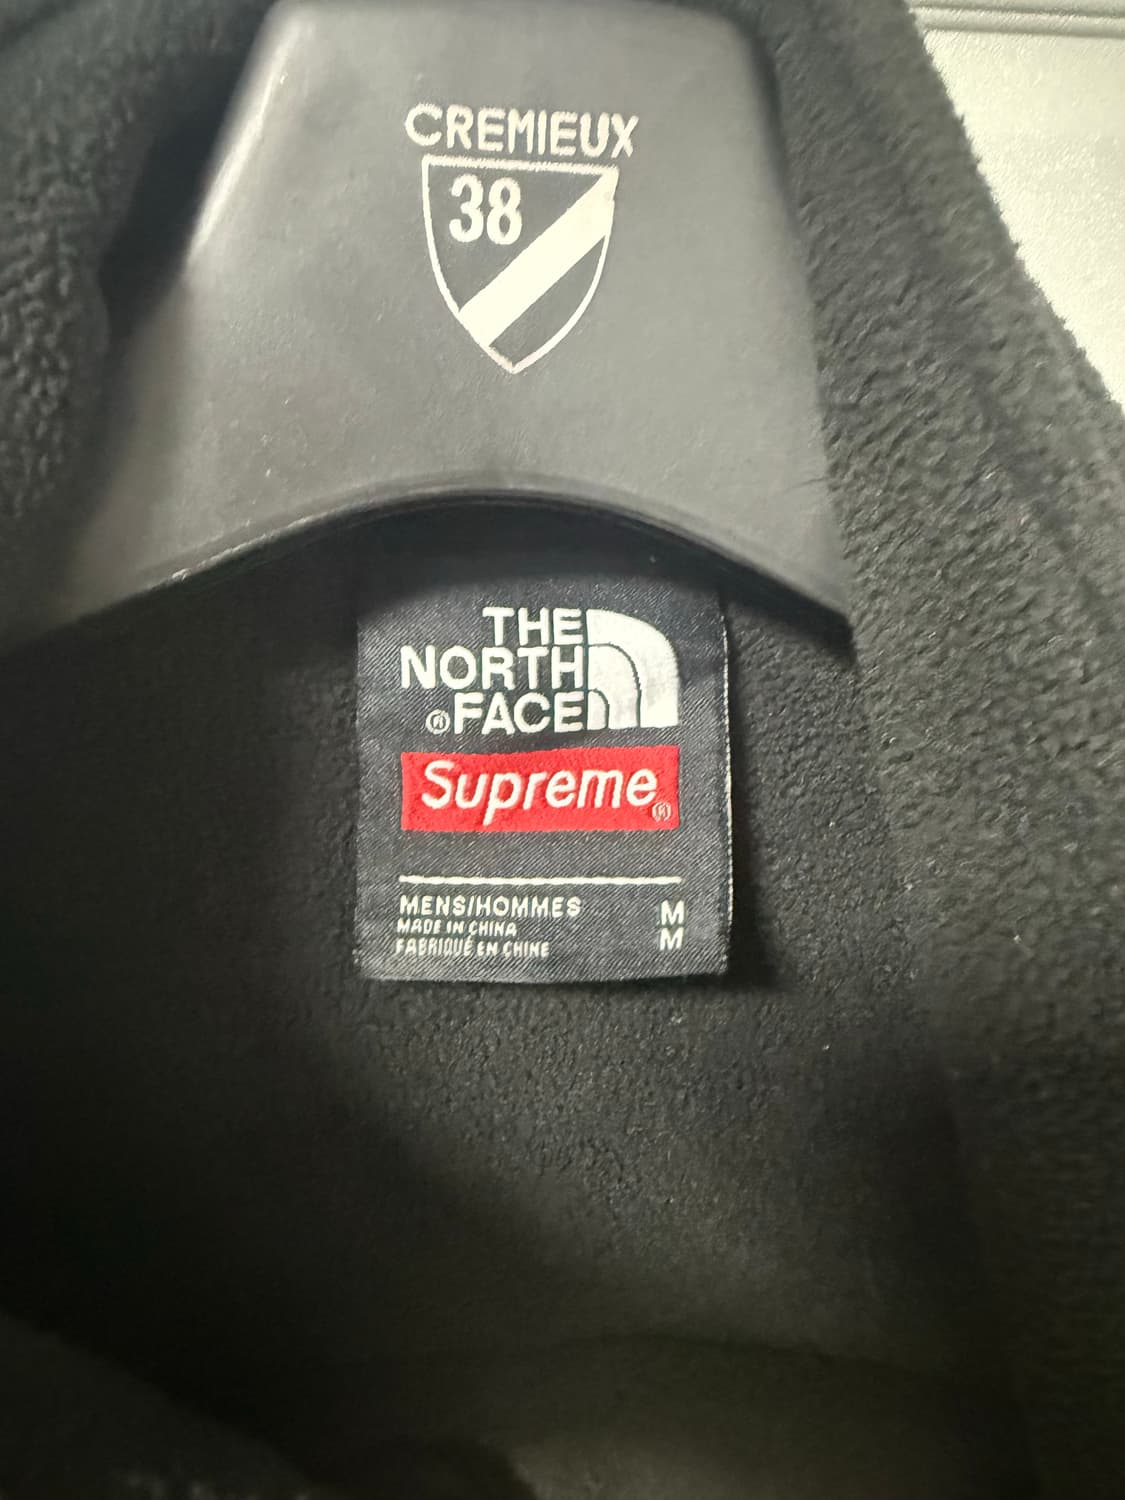 CREMIEUX
38
THE
NORTH
®FACE
Supreme®
MENS/HOMMES M
MADE IN CHINA
FABRIQUÉ EN CHINE M